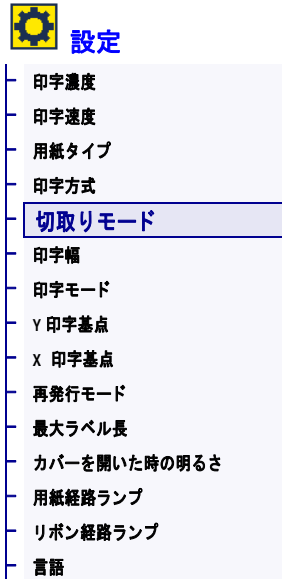 設定
印字濃度
印字速度
用紙タイプ
印字方式
切取りモード
印字幅
印字モード
Y 印字基点
X 印字基点
再発行モード
最大ラベル長
カバーを開いた時の明るさ
用紙経路ランプ
リボン経路ランプ
言語